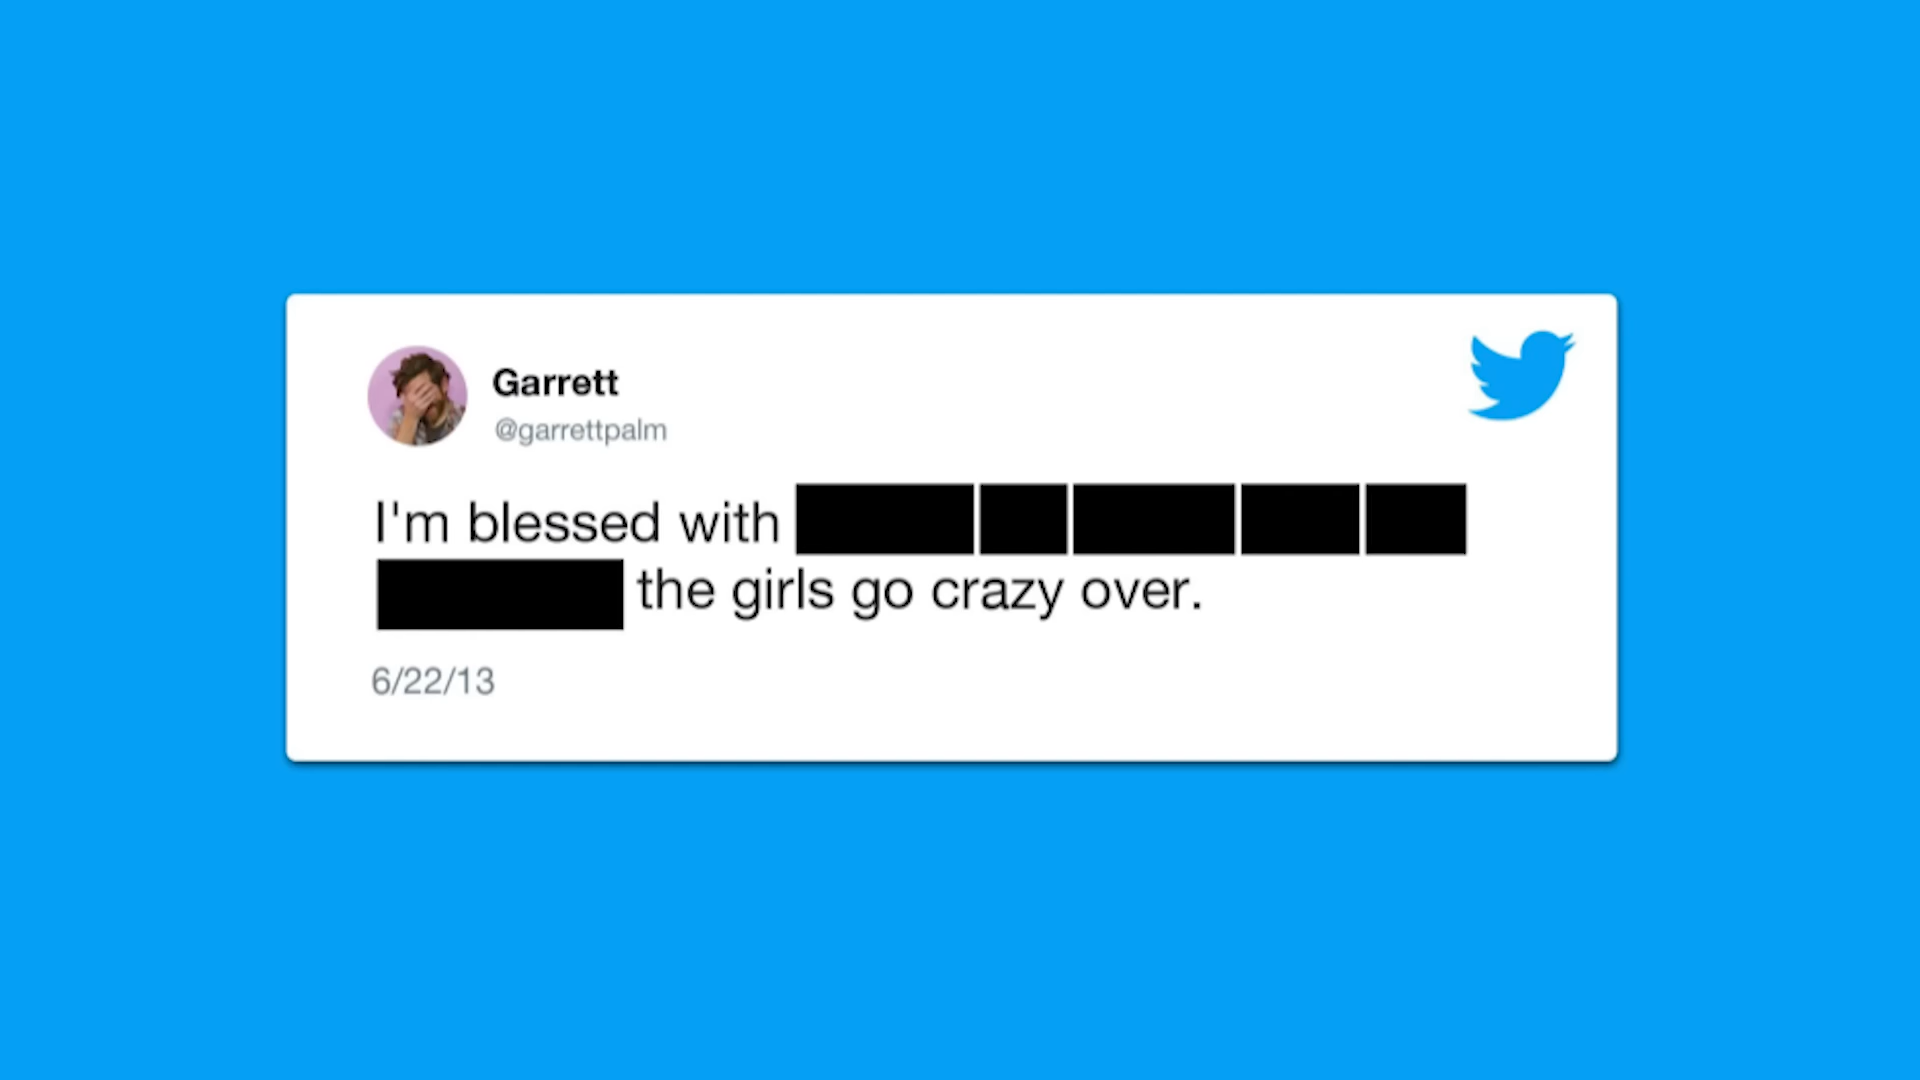 Garrett
@garrettpalm
I'm blessed with
the girls go crazy over.
6/22/13